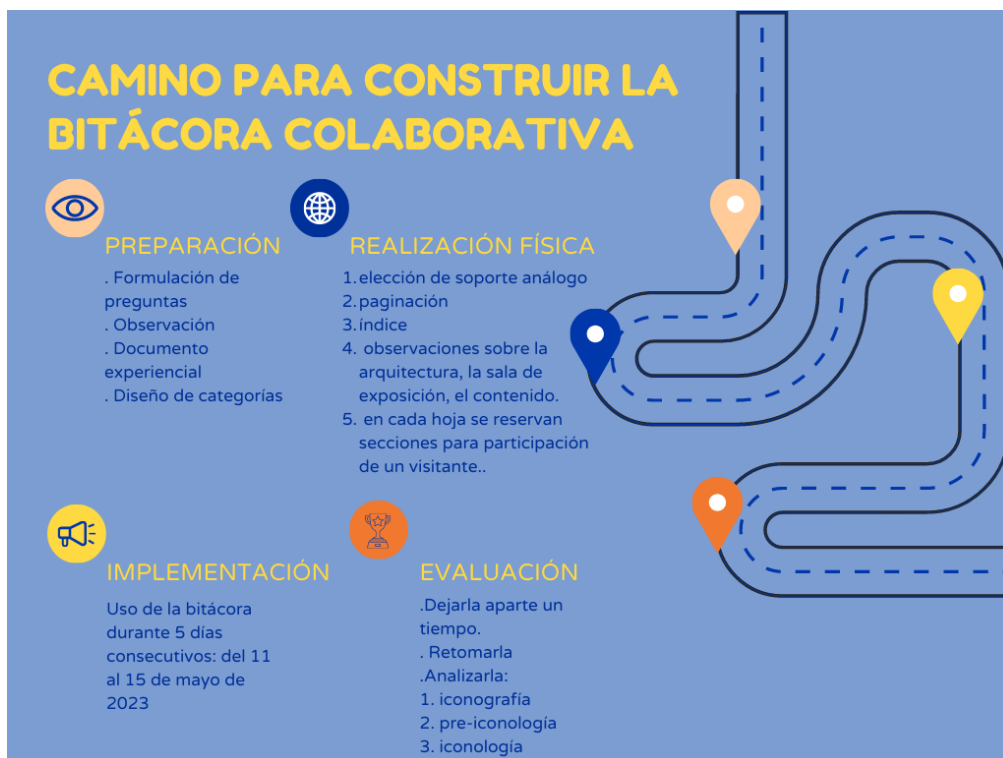 CAMINO PARA CONSTRUIR LA
BITÁCORA COLABORATIVA
PREPARACIÓN
. Formulación de
preguntas
. Observación
. Documento
experiencial
. Diseño de categorías
REALIZACIÓN FÍSICA
1. elección de soporte análogo
2. paginación
3. índice
4. observaciones sobre la
arquitectura, la sala de
exposición, el contenido.
5. en cada hoja se reservan
secciones para participación
de un visitante..
IMPLEMENTACIÓN
Uso de la bitácora
durante 5 días
consecutivos: del 11
al 15 de mayo de
2023
EVALUACIÓN
.Dejarla aparte un
tiempo.
. Retomarla
.Analizarla:
1. iconografía
2. pre-iconología
3. iconología